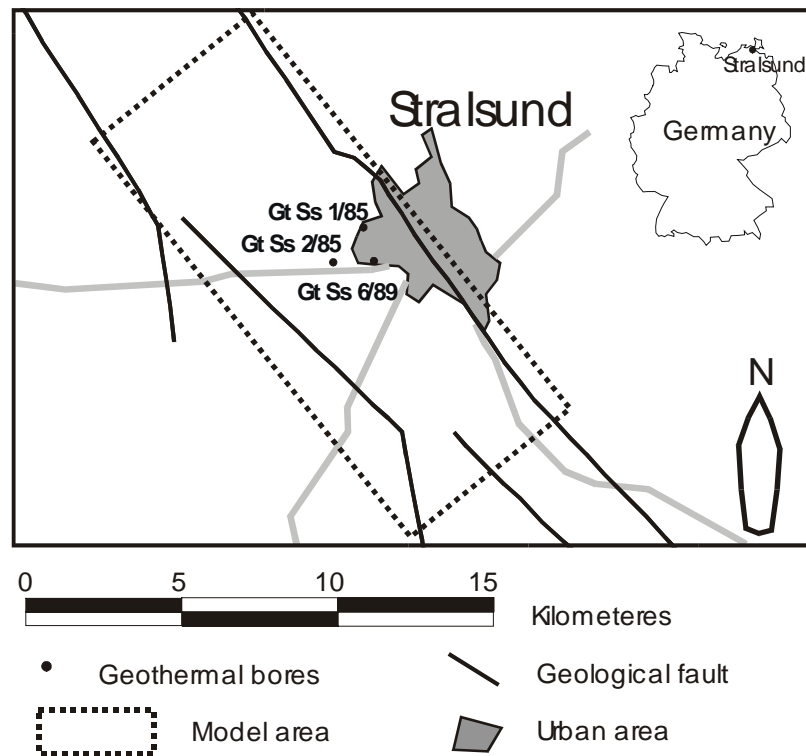 Stralsund
Stralsund
Germany
Gt Ss 1/85
Gt Ss 2/85
Gt Ss 6/89
N
0 5 10 15
Kilometeres
Geothermal bores
Geological fault
Model area
Urban area